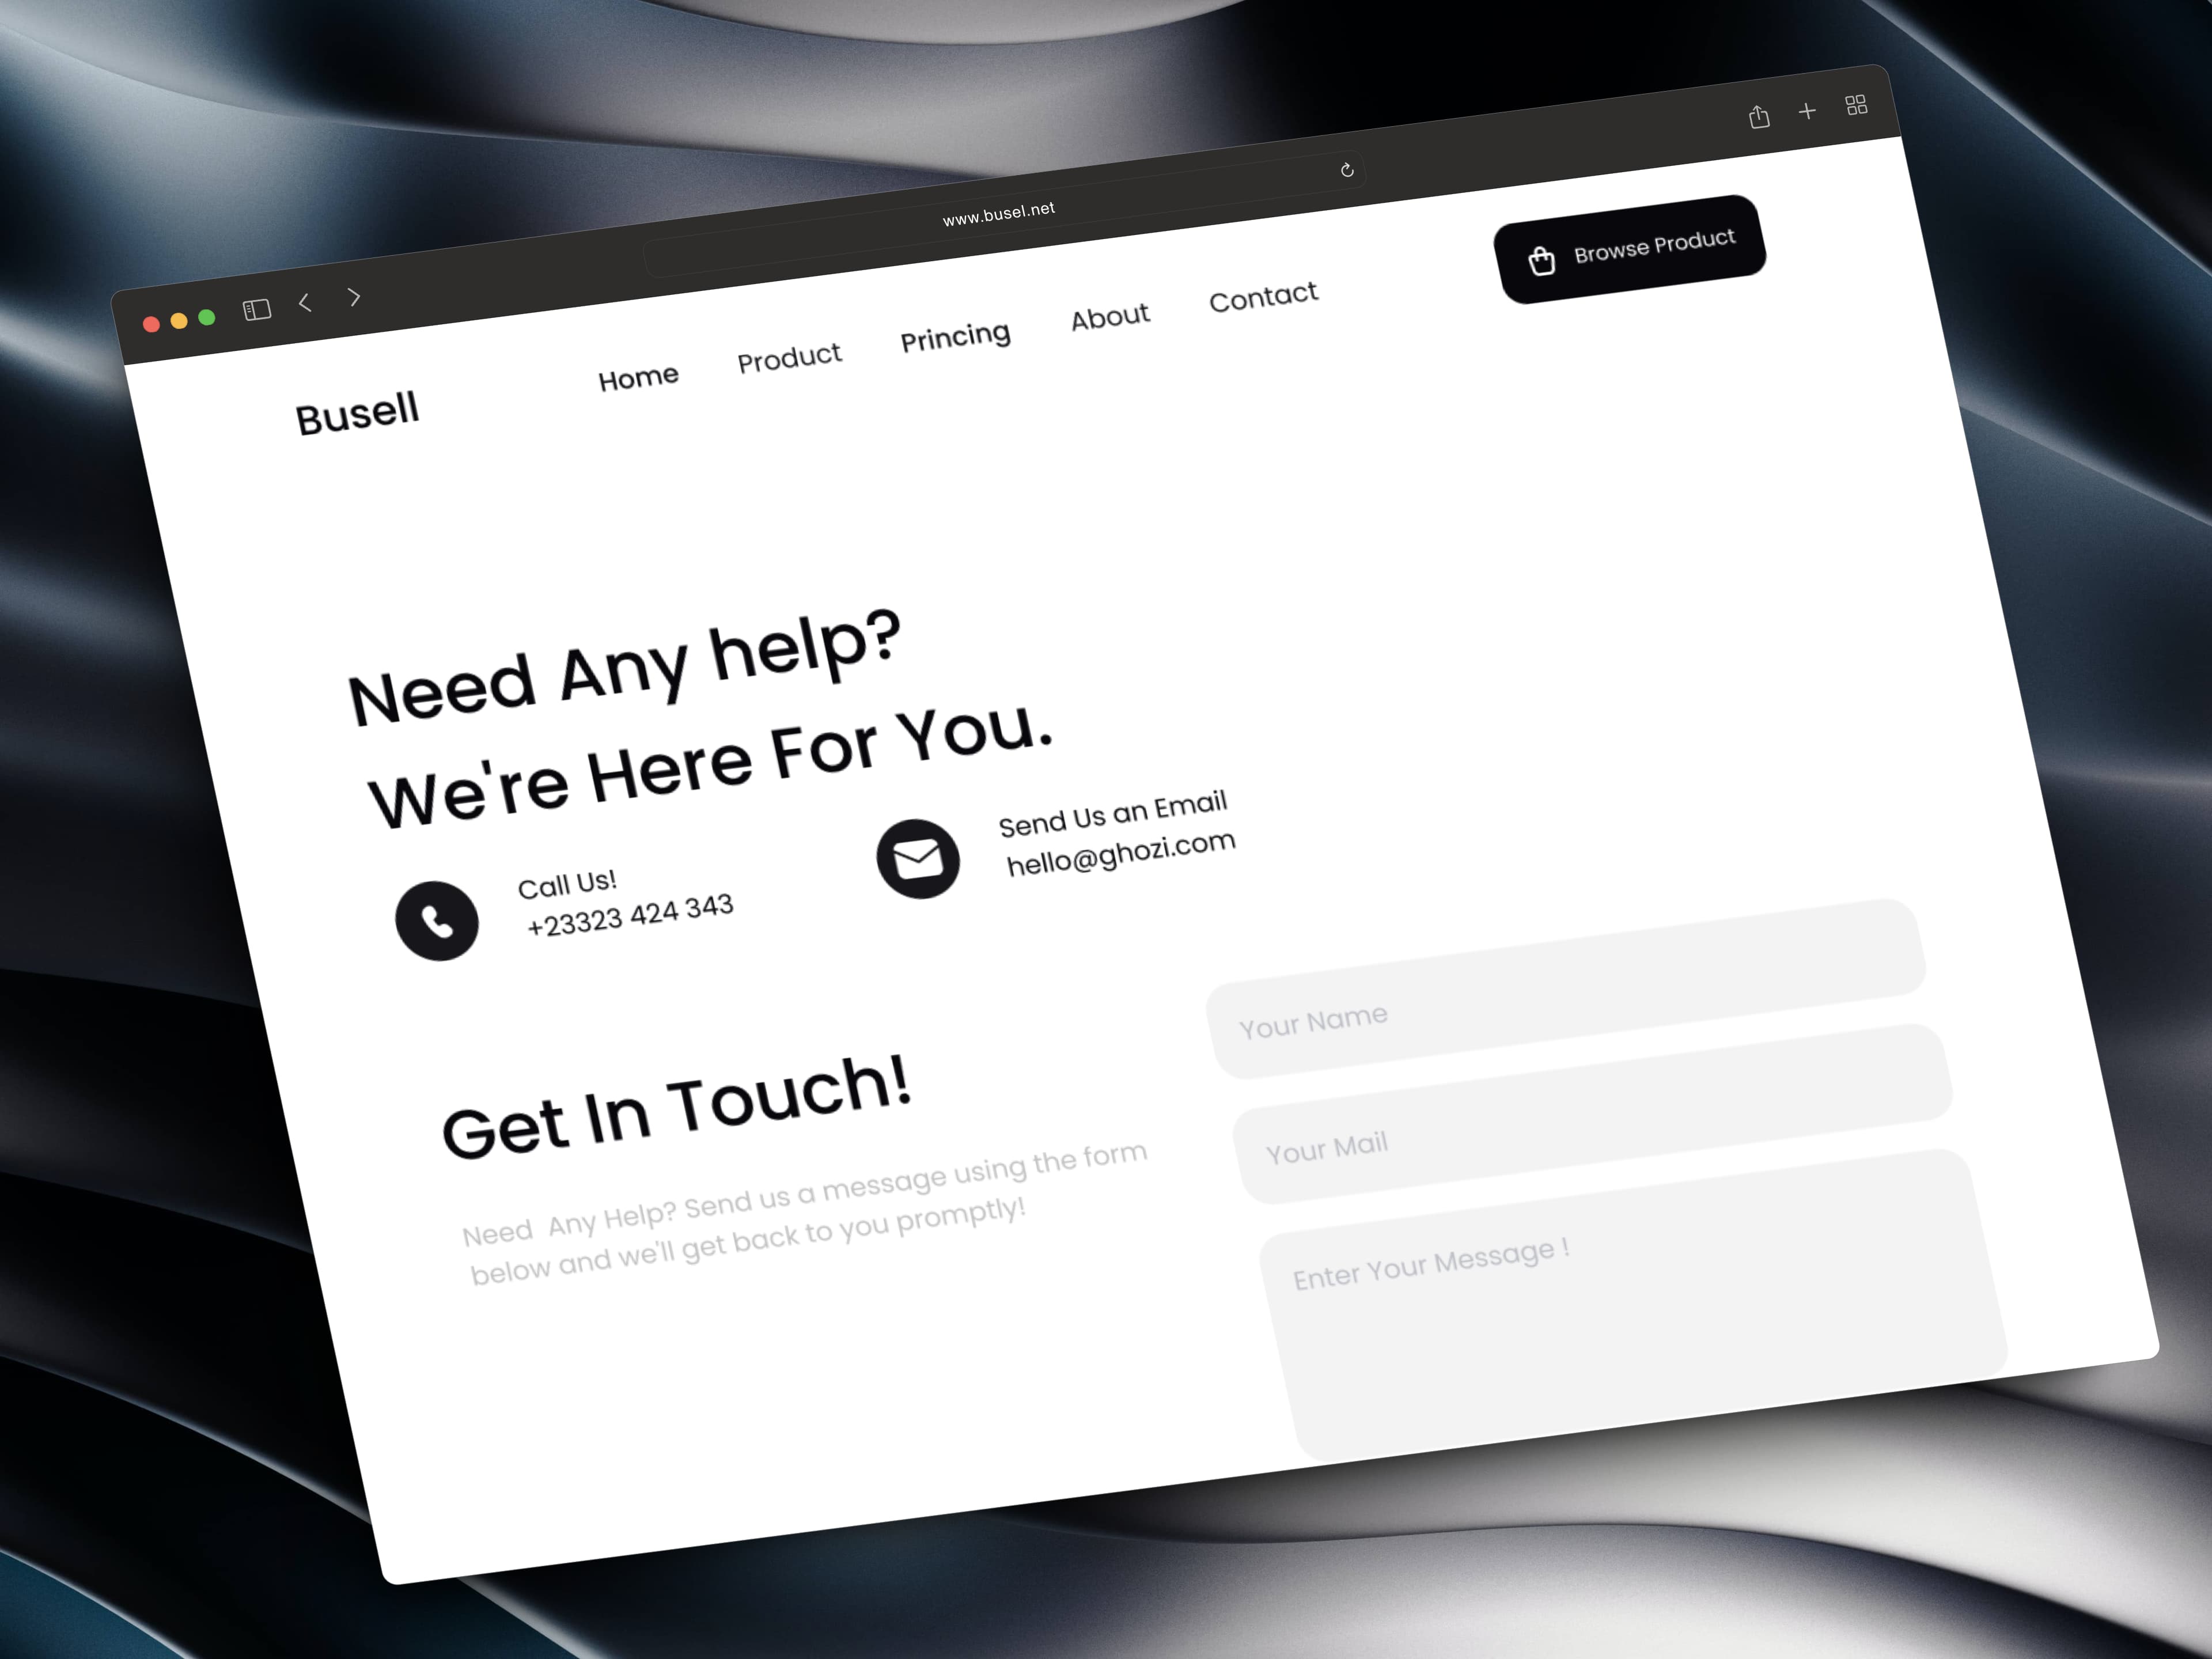 www.busel.net
Busell
Home Product Princing About Contact
Browse Product
Need Any help?
We're Here For You.
Call Us!
+23323 424 343
Send Us an Email
hello@ghozi.com
Get In Touch!
Need  Any Help? Send us a message using the form
below and we'll get back to you promptly!
Your Name
Your Mail
Enter Your Message !